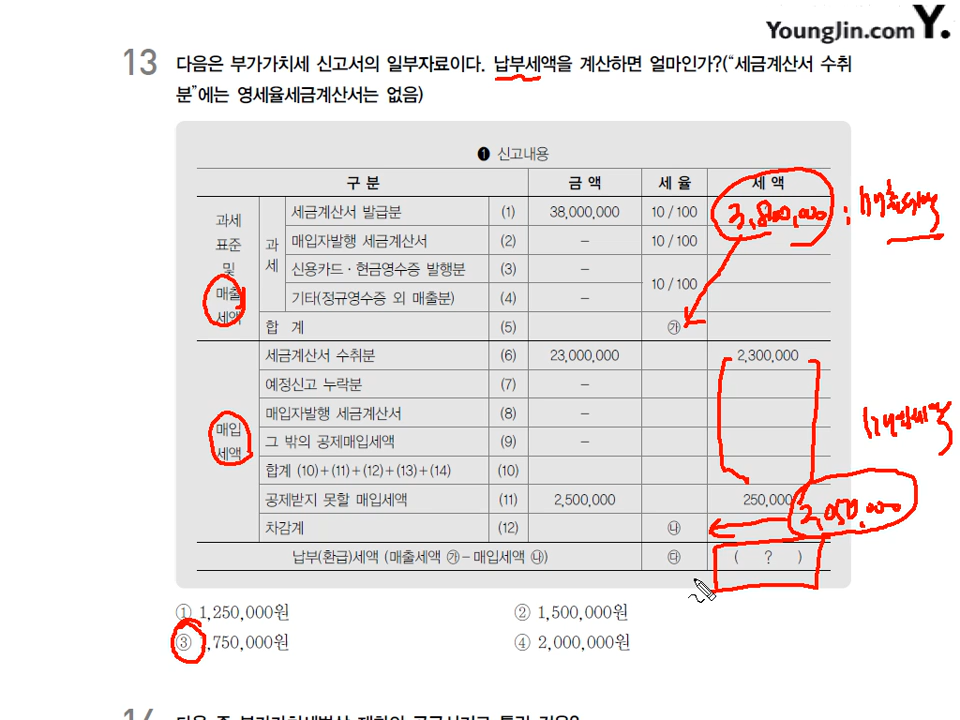 YoungJin.com Y.
13 다음은 부가가치세 신고서의 일부자료이다. 납부세액을 계산하면 얼마인가?(“세금계산서 수취
분”에는 영세율세금계산서는 없음)
❶ 신고내용
구 분 금 액 세 율 세 액
과세 표준 및 매출 세액
과 세
세금계산서 발급분 (1) 38,000,000 10 / 100 3,800,000 : 매출세액
매입자발행 세금계산서 (2) – 10 / 100
신용카드·현금영수증 발행분 (3) – 10 / 100
기타(정규영수증 외 매출분) (4) –
합 계 (5) ㉮
매입 세액
세금계산서 수취분 (6) 23,000,000 2,300,000
예정신고 누락분 (7) –
매입자발행 세금계산서 (8) – 매입세액
그 밖의 공제매입세액 (9) –
합계 (10)+(11)+(12)+(13)+(14) (10)
공제받지 못할 매입세액 (11) 2,500,000 250,000
2,050,000
차감계 (12) ㉯
납부(환급)세액 (매출세액 ㉮－매입세액 ㉯) ㉰ ( ? )
① 1,250,000원 ② 1,500,000원
③ 1,750,000원 ④ 2,000,000원